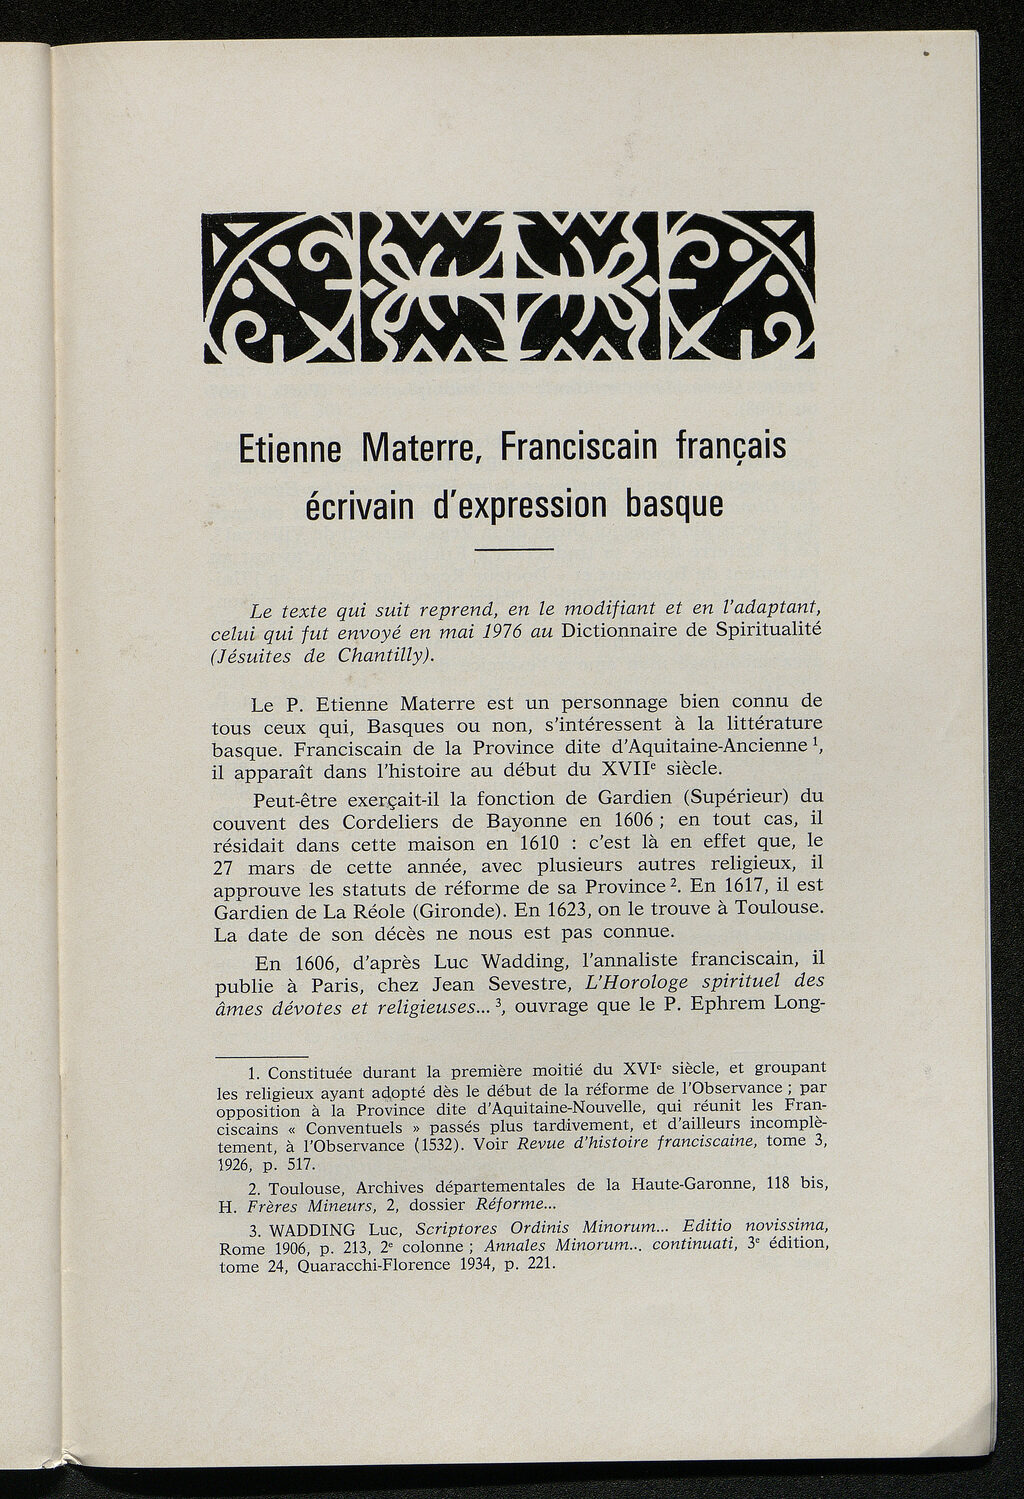 Etienne Materre, Franciscain français
écrivain d'expression basque
Le texte qui suit reprend, en le modifiant et en l'adaptant,
celui qui fut envoyé en mai 1976 au Dictionnaire de Spiritualité
(Jésuites de Chantilly).
Le P. Etienne Materre est un personnage bien connu de
tous ceux qui, Basques ou non, s'intéressent à la littérature
basque. Franciscain de la Province dite d'Aquitaine-Ancienne ¹,
il apparaît dans l'histoire au début du XVIIᵉ siècle.
Peut-être exerçait-il la fonction de Gardien (Supérieur) du
couvent des Cordeliers de Bayonne en 1606 ; en tout cas, il
résidait dans cette maison en 1610 : c'est là en effet que, le
27 mars de cette année, avec plusieurs autres religieux, il
approuve les statuts de réforme de sa Province ². En 1617, il est
Gardien de La Réole (Gironde). En 1623, on le trouve à Toulouse.
La date de son décès ne nous est pas connue.
En 1606, d'après Luc Wadding, l'annaliste franciscain, il
publie à Paris, chez Jean Sevestre, L'Horologe spirituel des
âmes dévotes et religieuses... ³, ouvrage que le P. Ephrem Long-
1. Constituée durant la première moitié du XVIᵉ siècle, et groupant
les religieux ayant adopté dès le début de la réforme de l'Observance ; par
opposition à la Province dite d'Aquitaine-Nouvelle, qui réunit les Fran-
ciscains « Conventuels » passés plus tardivement, et d'ailleurs incomplè-
tement, à l'Observance (1532). Voir Revue d'histoire franciscaine, tome 3,
1926, p. 517.
2. Toulouse, Archives départementales de la Haute-Garonne, 118 bis,
H. Frères Mineurs, 2, dossier Réforme...
3. WADDING Luc, Scriptores Ordinis Minorum... Editio novissima,
Rome 1906, p. 213, 2ᵉ colonne ; Annales Minorum... continuati, 3ᵉ édition,
tome 24, Quaracchi-Florence 1934, p. 221.